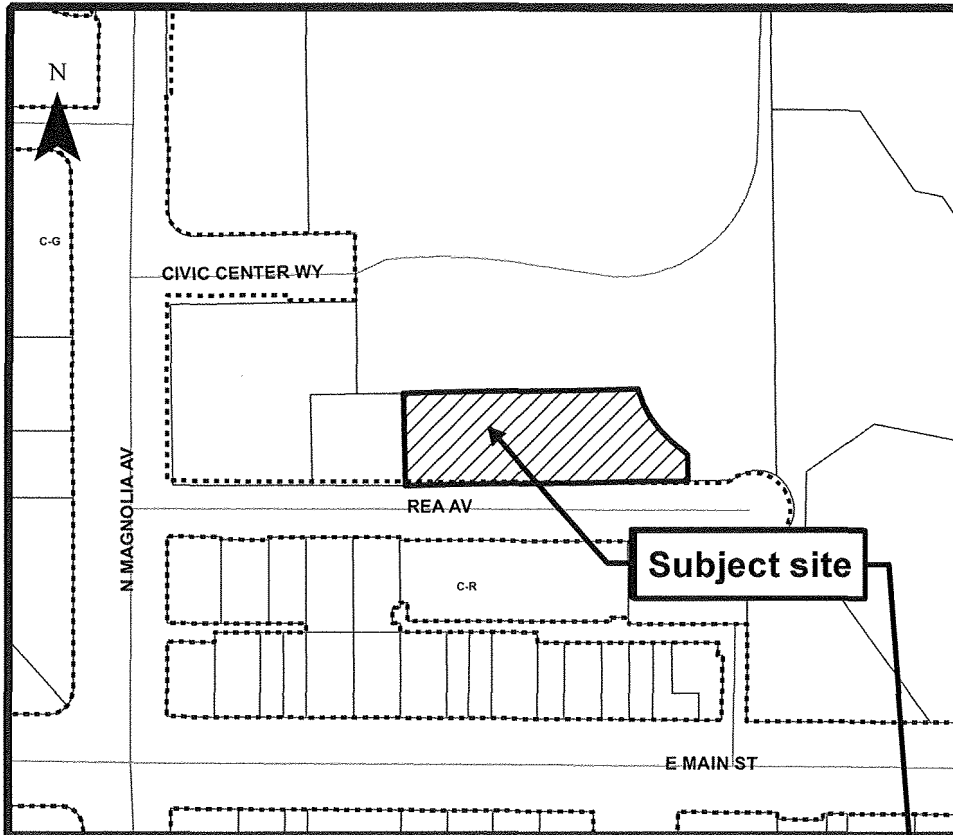 N
C-G
CIVIC CENTER WY
N MAGNOLIA AV
REA AV
Subject site
C-R
E MAIN ST